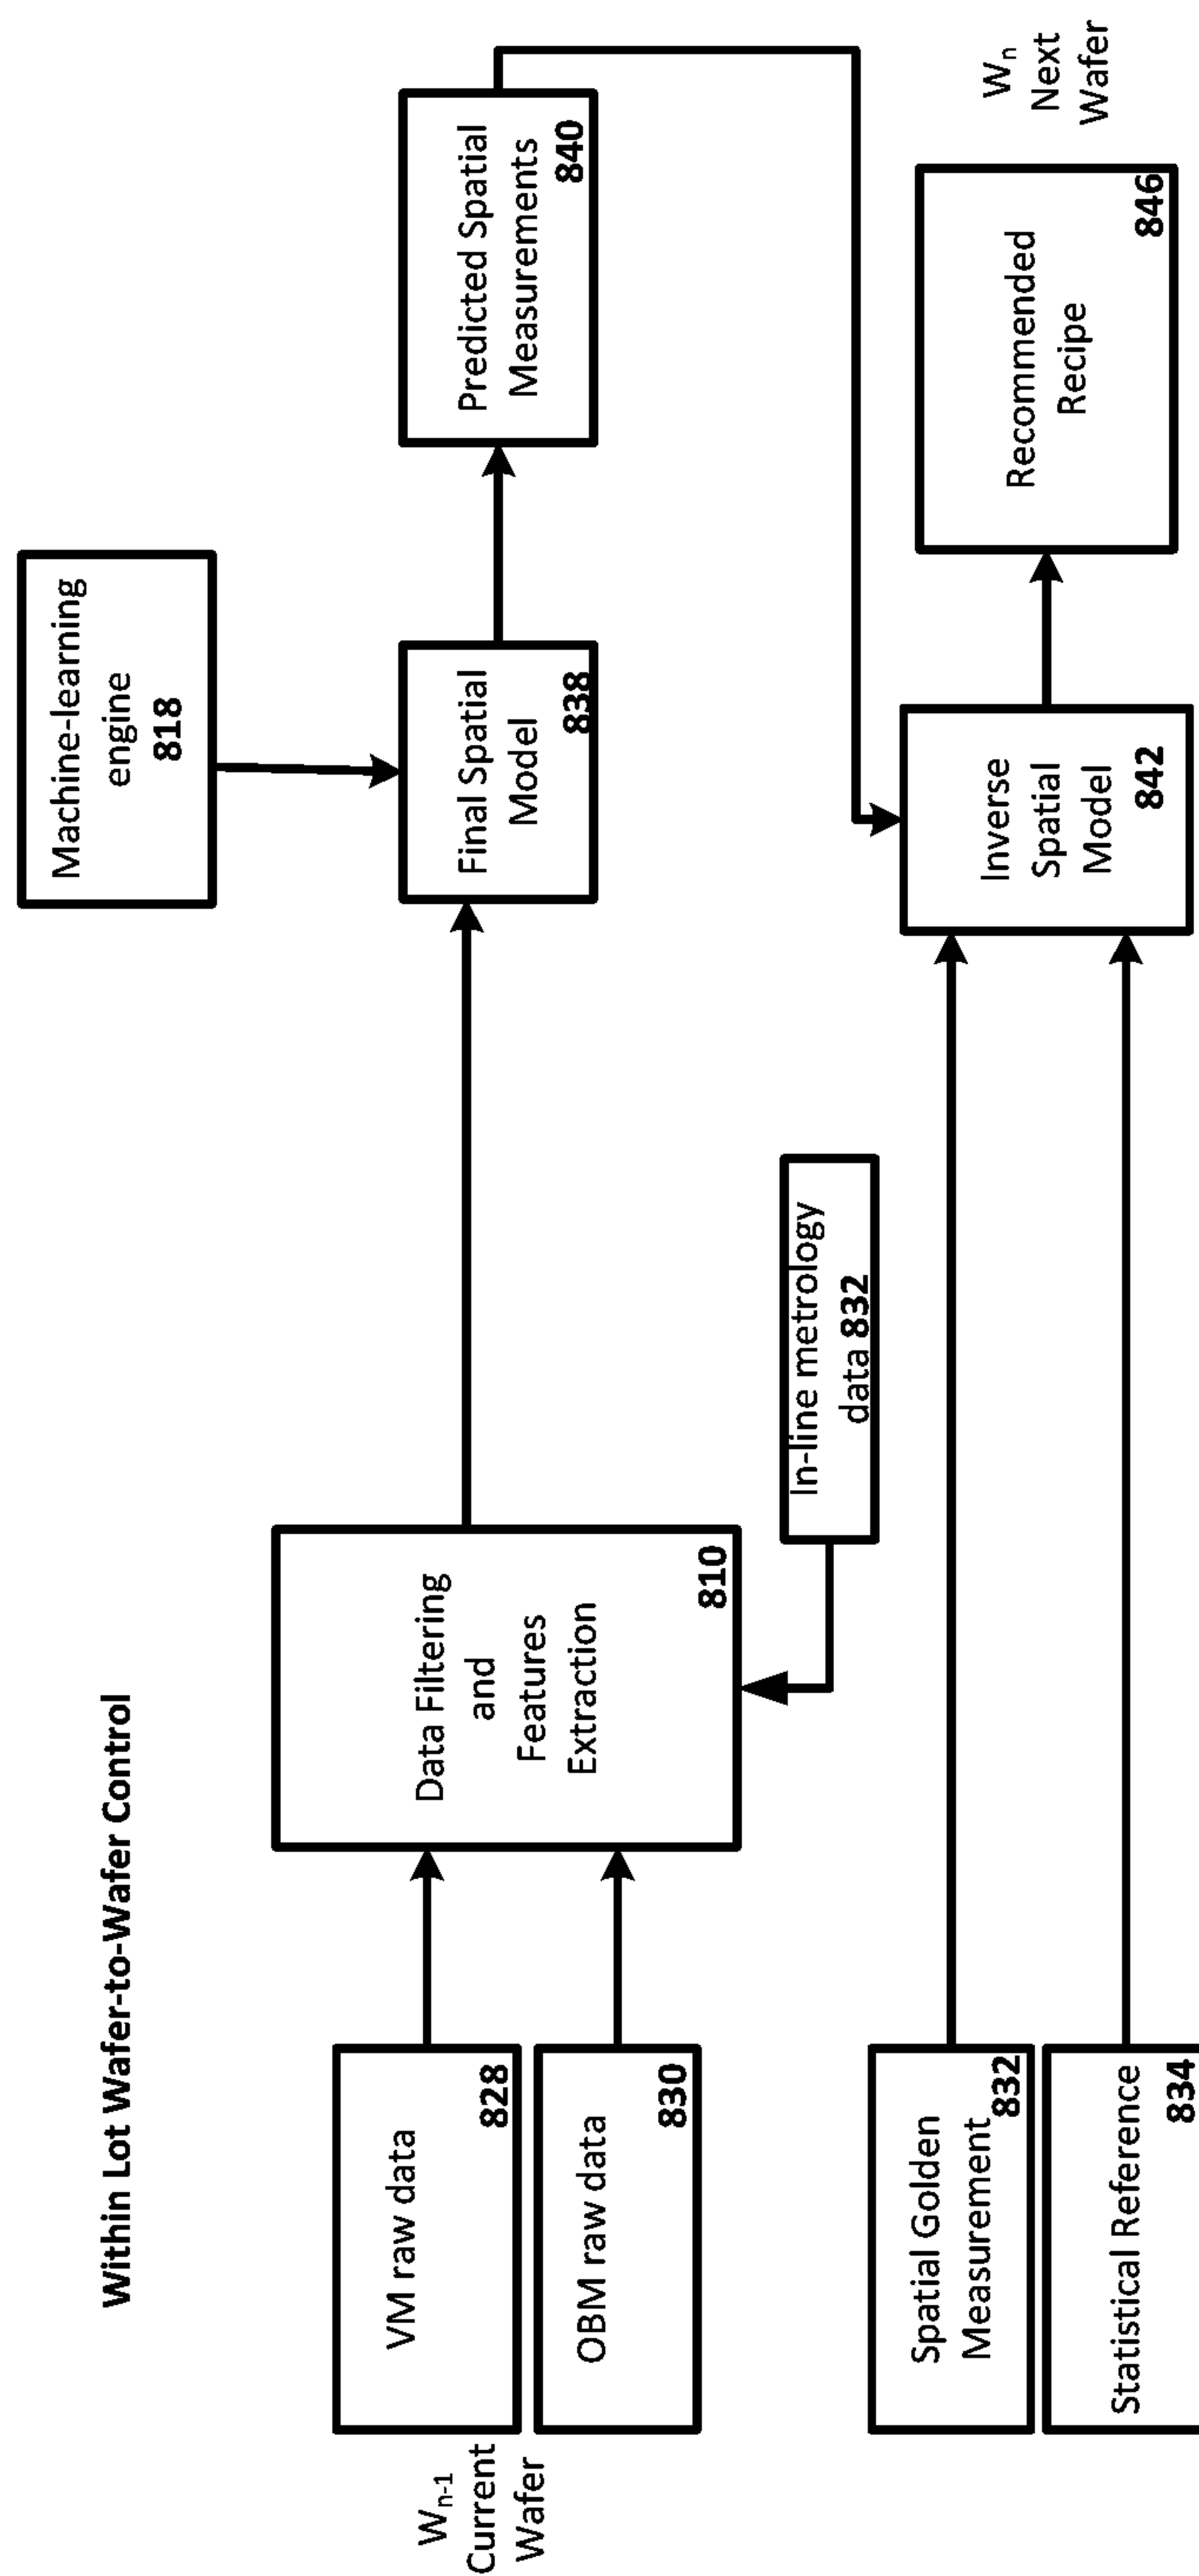 Within Lot Wafer-to-Wafer Control
Machine-learning
engine
818
W_n-1
Current
Wafer
VM raw data
828
OBM raw data
830
Data Filtering
and
Features
Extraction
810
Final Spatial
Model
838
Predicted Spatial
Measurements
840
In-line metrology
data 832
Spatial Golden
Measurement
832
Statistical Reference
834
Inverse
Spatial
Model
842
Recommended
Recipe
846
W_n
Next
Wafer